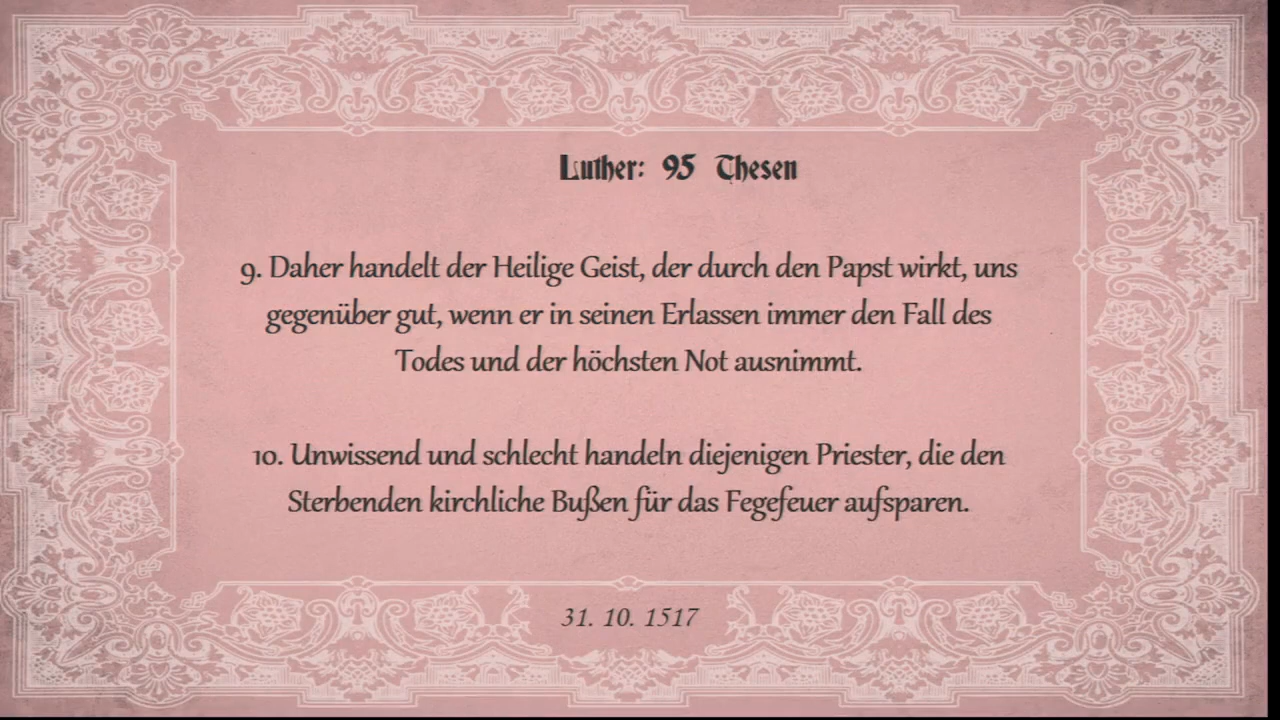 Luther: 95 Thesen
9. Daher handelt der Heilige Geist, der durch den Papst wirkt, uns
gegenüber gut, wenn er in seinen Erlassen immer den Fall des
Todes und der höchsten Not ausnimmt.
10. Unwissend und schlecht handeln diejenigen Priester, die den
Sterbenden kirchliche Bußen für das Fegefeuer aufsparen.
31. 10. 1517